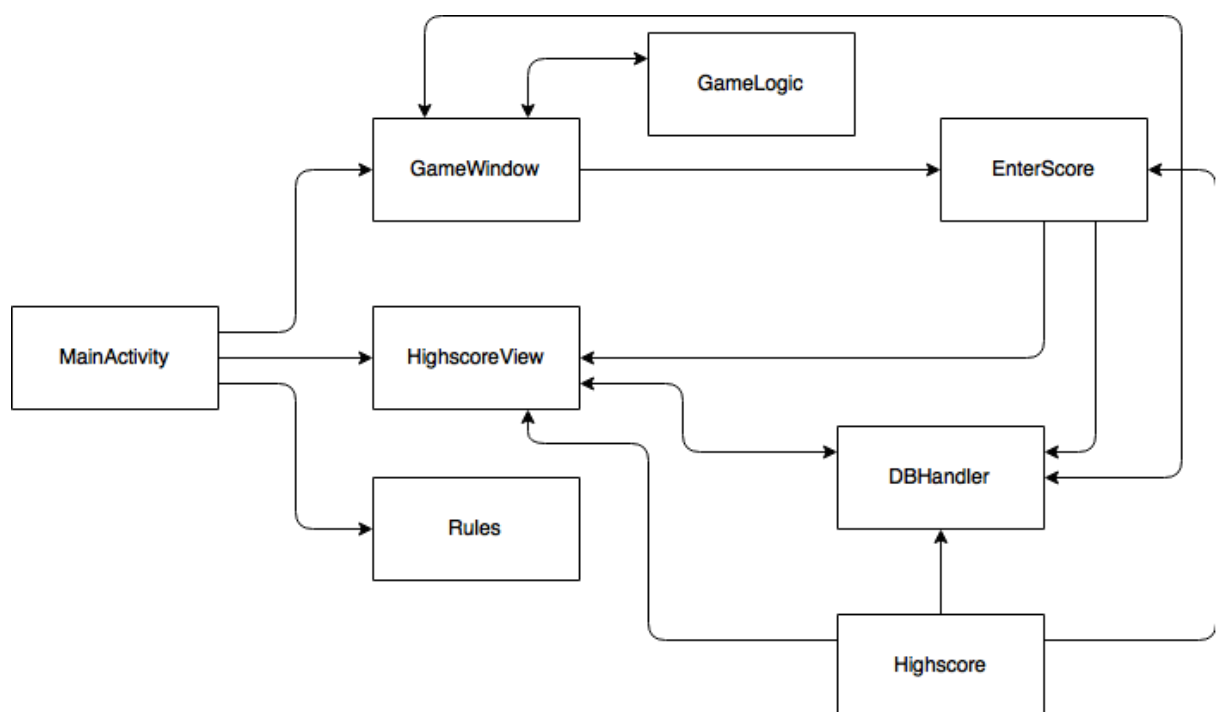 GameLogic
GameWindow
EnterScore
MainActivity
HighscoreView
DBHandler
Rules
Highscore